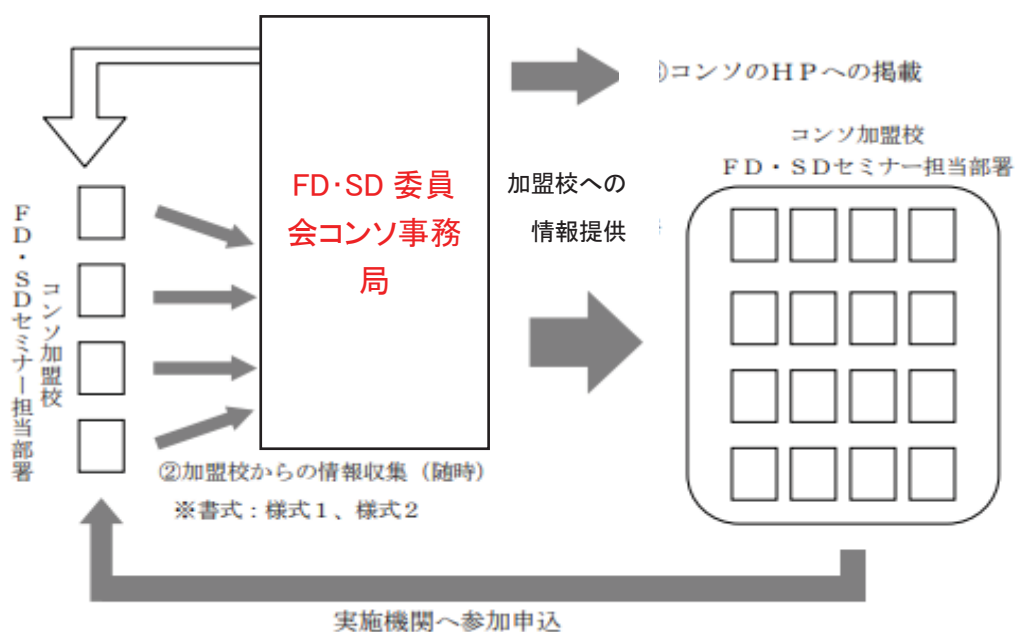 FD･SD 委員
会コンソ事務
局
コンソのHPへの掲載
コンソ加盟校
FD・SDセミナー担当部署
加盟校への
情報提供
コンソ加盟校
FD・SDセミナー担当部署
②加盟校からの情報収集（随時）
※書式：様式１、様式２
実施機関へ参加申込